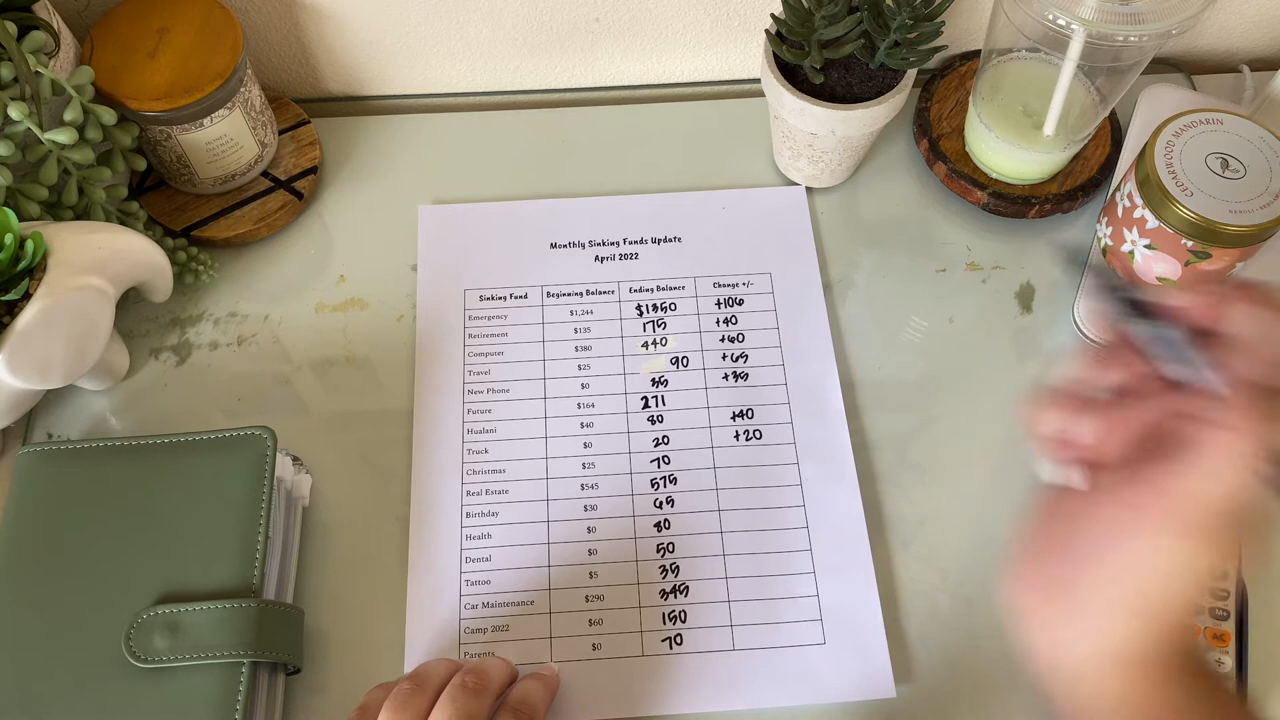 HONEY
OATMILK
ALMOND
CEDARWOOD MANDARIN
Monthly Sinking Funds Update
April 2022
Sinking Fund Beginning Balance Ending Balance Change +/-
Emergency $1,244 $1350 +106
Retirement $135 175 +40
Computer $380 440 +60
Travel $25 90 +65
New Phone $0 35 +35
Future $164 271
Hualani $40 80 +40
Truck $0 20 +20
Christmas $25 70
Real Estate $545 575
Birthday $30 65
Health $0 80
Dental $0 50
Tattoo $5 35
Car Maintenance $290 345
Camp 2022 $60 150
Parents $0 70
M+
AC
÷